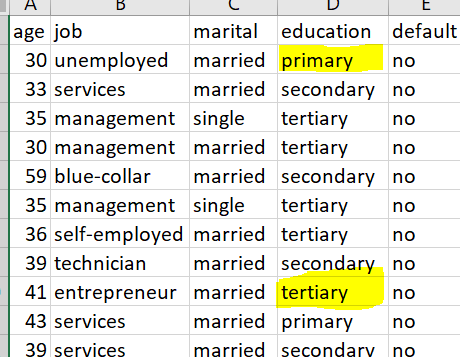 A B C D E
age job marital education default
30 unemployed married primary no
33 services married secondary no
35 management single tertiary no
30 management married tertiary no
59 blue-collar married secondary no
35 management single tertiary no
36 self-employed married tertiary no
39 technician married secondary no
41 entrepreneur married tertiary no
43 services married primary no
39 services married secondary no